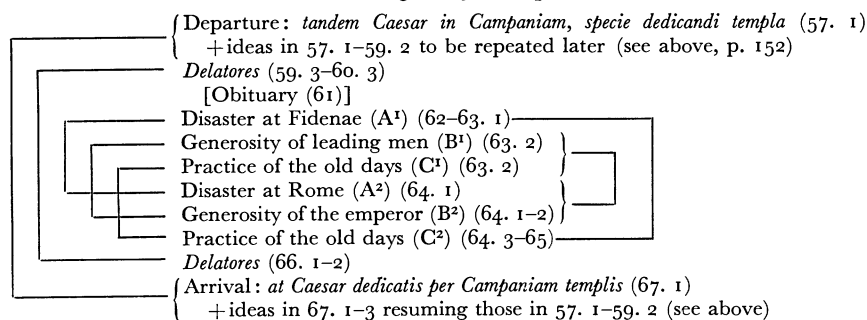 Departure: tandem Caesar in Campaniam, specie dedicandi templa (57. 1)
+ideas in 57. 1–59. 2 to be repeated later (see above, p. 152)
Delatores (59. 3–60. 3)
[Obituary (61)]
Disaster at Fidenae (A¹) (62–63. 1)
Generosity of leading men (B¹) (63. 2)
Practice of the old days (C¹) (63. 2)
Disaster at Rome (A²) (64. 1)
Generosity of the emperor (B²) (64. 1–2)
Practice of the old days (C²) (64. 3–65)
Delatores (66. 1–2)
Arrival: at Caesar dedicatis per Campaniam templis (67. 1)
+ideas in 67. 1–3 resuming those in 57. 1–59. 2 (see above)